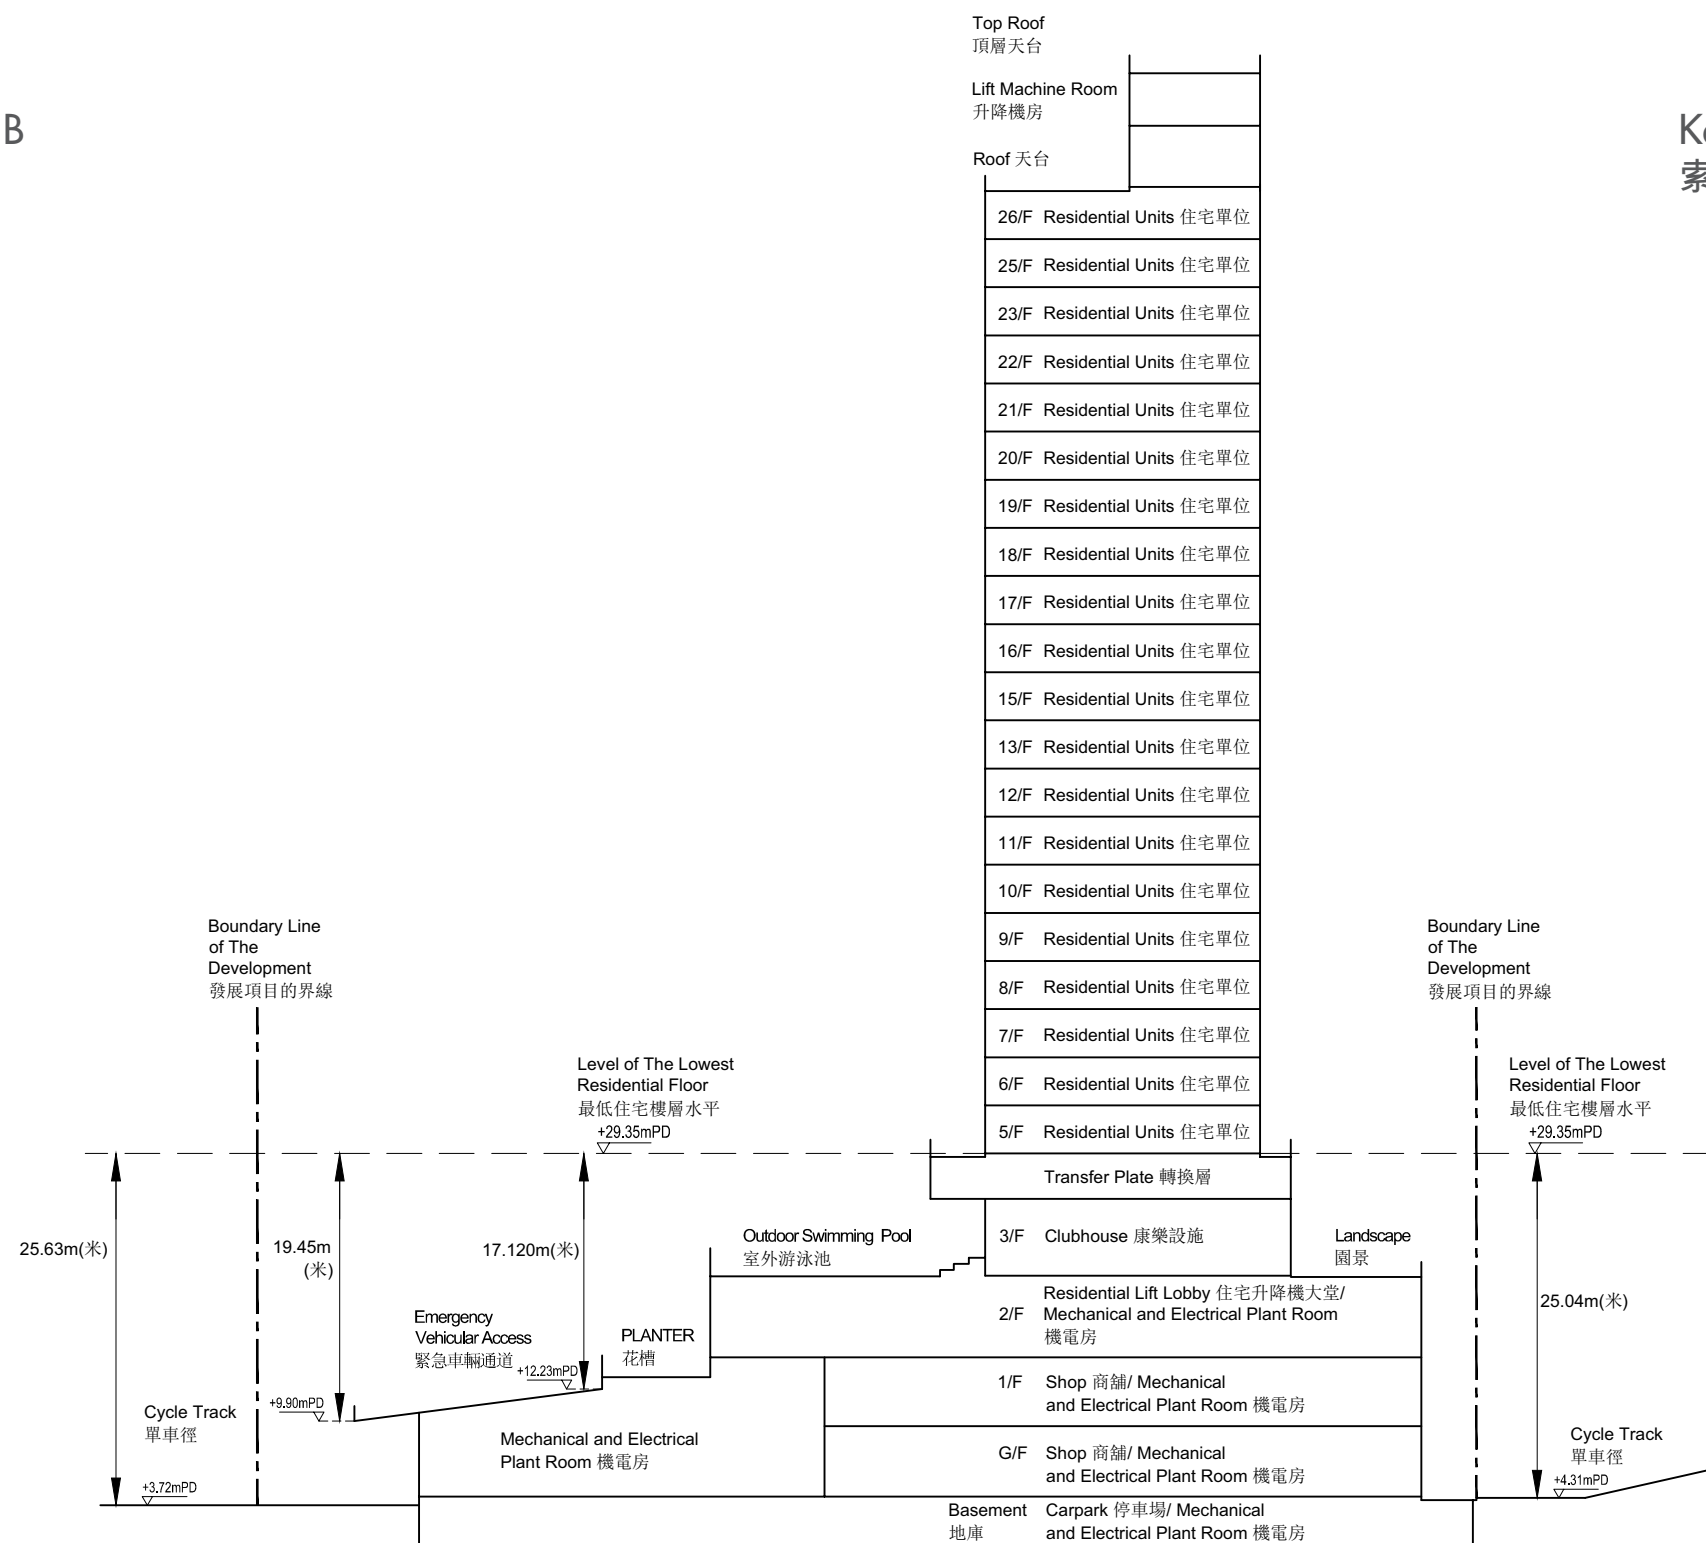 Top Roof
頂層天台
Lift Machine Room
升降機房
B
Roof 天台
索
26/F Residential Units 住宅單位
25/F Residential Units 住宅單位
23/F Residential Units 住宅單位
22/F Residential Units 住宅單位
21/F Residential Units 住宅單位
20/F Residential Units 住宅單位
19/F Residential Units 住宅單位
18/F Residential Units 住宅單位
17/F Residential Units 住宅單位
16/F Residential Units 住宅單位
15/F Residential Units 住宅單位
13/F Residential Units 住宅單位
12/F Residential Units 住宅單位
11/F Residential Units 住宅單位
10/F Residential Units 住宅單位
9/F Residential Units 住宅單位
8/F Residential Units 住宅單位
7/F Residential Units 住宅單位
6/F Residential Units 住宅單位
5/F Residential Units 住宅單位
Boundary Line
of The
Development
發展項目的界線
Boundary Line
of The
Development
發展項目的界線
Level of The Lowest
Residential Floor
最低住宅樓層水平
+29.35mPD
Level of The Lowest
Residential Floor
最低住宅樓層水平
+29.35mPD
Transfer Plate 轉換層
25.63m(米)
19.45m
(米)
17.120m(米)
Outdoor Swimming Pool
室外游泳池
3/F Clubhouse 康樂設施
Landscape
園景
25.04m(米)
2/F
Residential Lift Lobby 住宅升降機大堂/
Mechanical and Electrical Plant Room
機電房
Emergency
Vehicular Access
緊急車輛通道
+12.23mPD
PLANTER
花槽
1/F Shop 商舖/ Mechanical
and Electrical Plant Room 機電房
+9.90mPD
Cycle Track
單車徑
+3.72mPD
Mechanical and Electrical
Plant Room 機電房
G/F Shop 商舖/ Mechanical
and Electrical Plant Room 機電房
Cycle Track
單車徑
+4.31mPD
Basement
地庫
Carpark 停車場/ Mechanical
and Electrical Plant Room 機電房